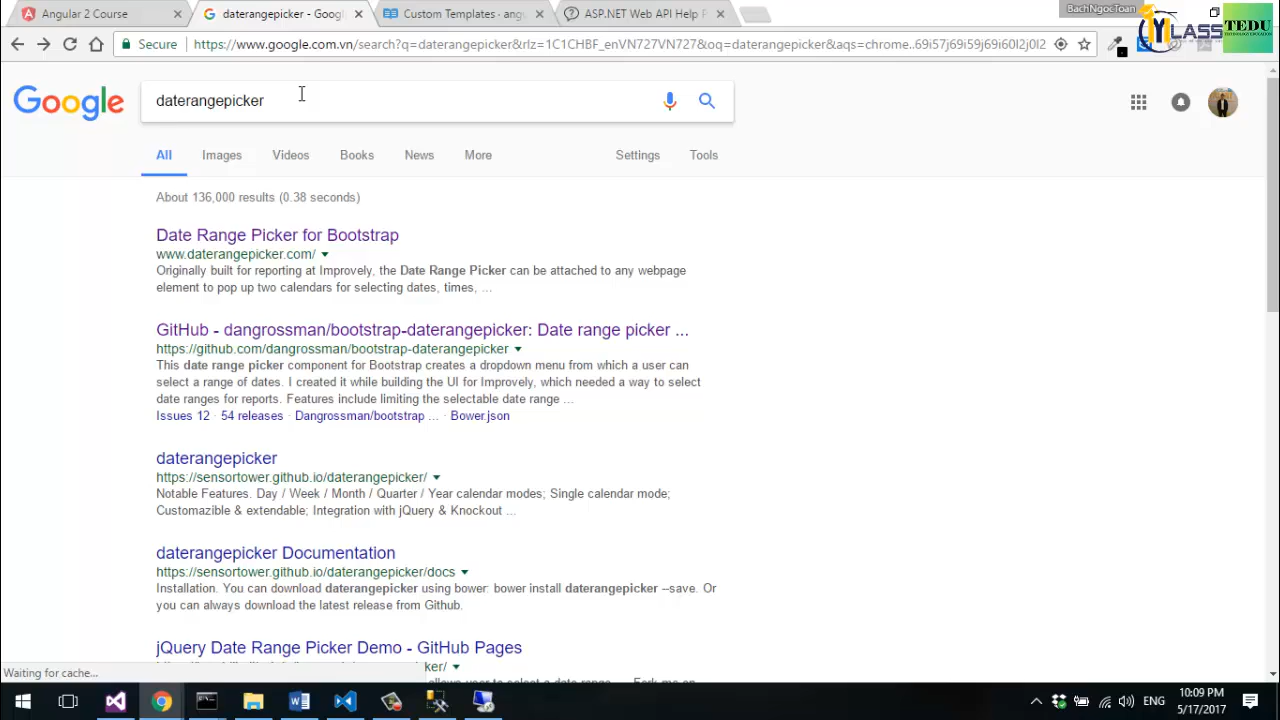 Angular 2 Course
daterangepicker - Goog
Custom Templates · angu
ASP.NET Web API Help P
BachNgocToan
LASS TEDU
Secure
https://www.google.com.vn/search?q=daterangepicker&rlz=1C1CHBF_enVN727VN727&oq=daterangepicker&aqs=chrome..69i57j69i59j69i60l2j0l2
Google
daterangepicker
All
Images
Videos
Books
News
More
Settings
Tools
About 136,000 results (0.38 seconds)
Date Range Picker for Bootstrap
www.daterangepicker.com/
Originally built for reporting at Improvely, the Date Range Picker can be attached to any webpage
element to pop up two calendars for selecting dates, times, ...
GitHub - dangrossman/bootstrap-daterangepicker: Date range picker ...
https://github.com/dangrossman/bootstrap-daterangepicker
This date range picker component for Bootstrap creates a dropdown menu from which a user can
select a range of dates. I created it while building the UI for Improvely, which needed a way to select
date ranges for reports. Features include limiting the selectable date range ...
Issues 12 · 54 releases · Dangrossman/bootstrap ... · Bower.json
daterangepicker
https://sensortower.github.io/daterangepicker/
Notable Features. Day / Week / Month / Quarter / Year calendar modes; Single calendar mode;
Customazible & extendable; Integration with jQuery & Knockout ...
daterangepicker Documentation
https://sensortower.github.io/daterangepicker/docs
Installation. You can download daterangepicker using bower: bower install daterangepicker --save. Or
you can always download the latest release from Github.
jQuery Date Range Picker Demo - GitHub Pages
Waiting for cache...
ENG
10:09 PM
5/17/2017